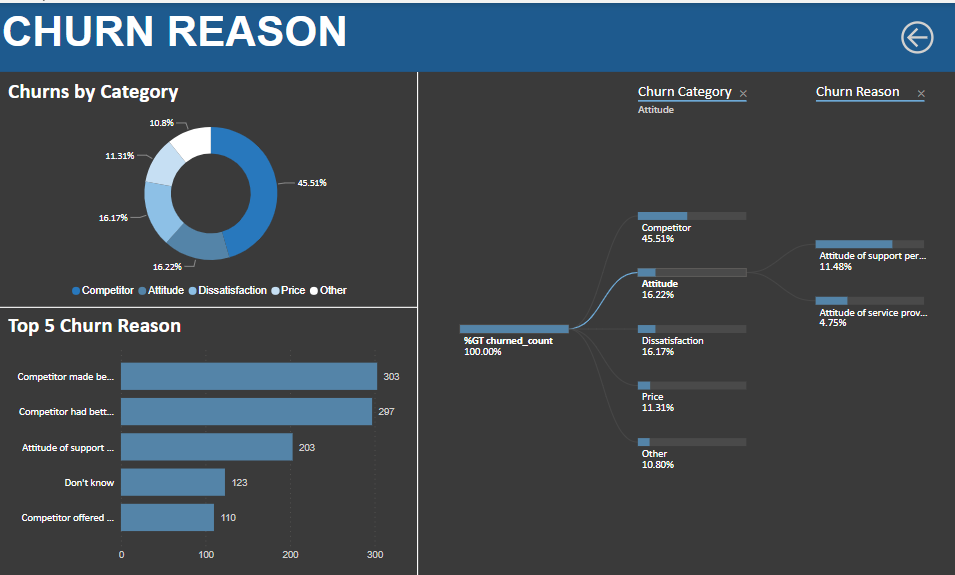 CHURN REASON
Churns by Category
10.8%
11.31%
45.51%
16.17%
16.22%
Competitor Attitude Dissatisfaction Price Other
Top 5 Churn Reason
Competitor made be... 303
Competitor had bett... 297
Attitude of support ... 203
Don't know 123
Competitor offered ... 110
0 100 200 300
Churn Category × Churn Reason ×
Attitude
%GT churned_count
100.00%
Competitor
45.51%
Attitude
16.22%
Dissatisfaction
16.17%
Price
11.31%
Other
10.80%
Attitude of support per...
11.48%
Attitude of service prov...
4.75%